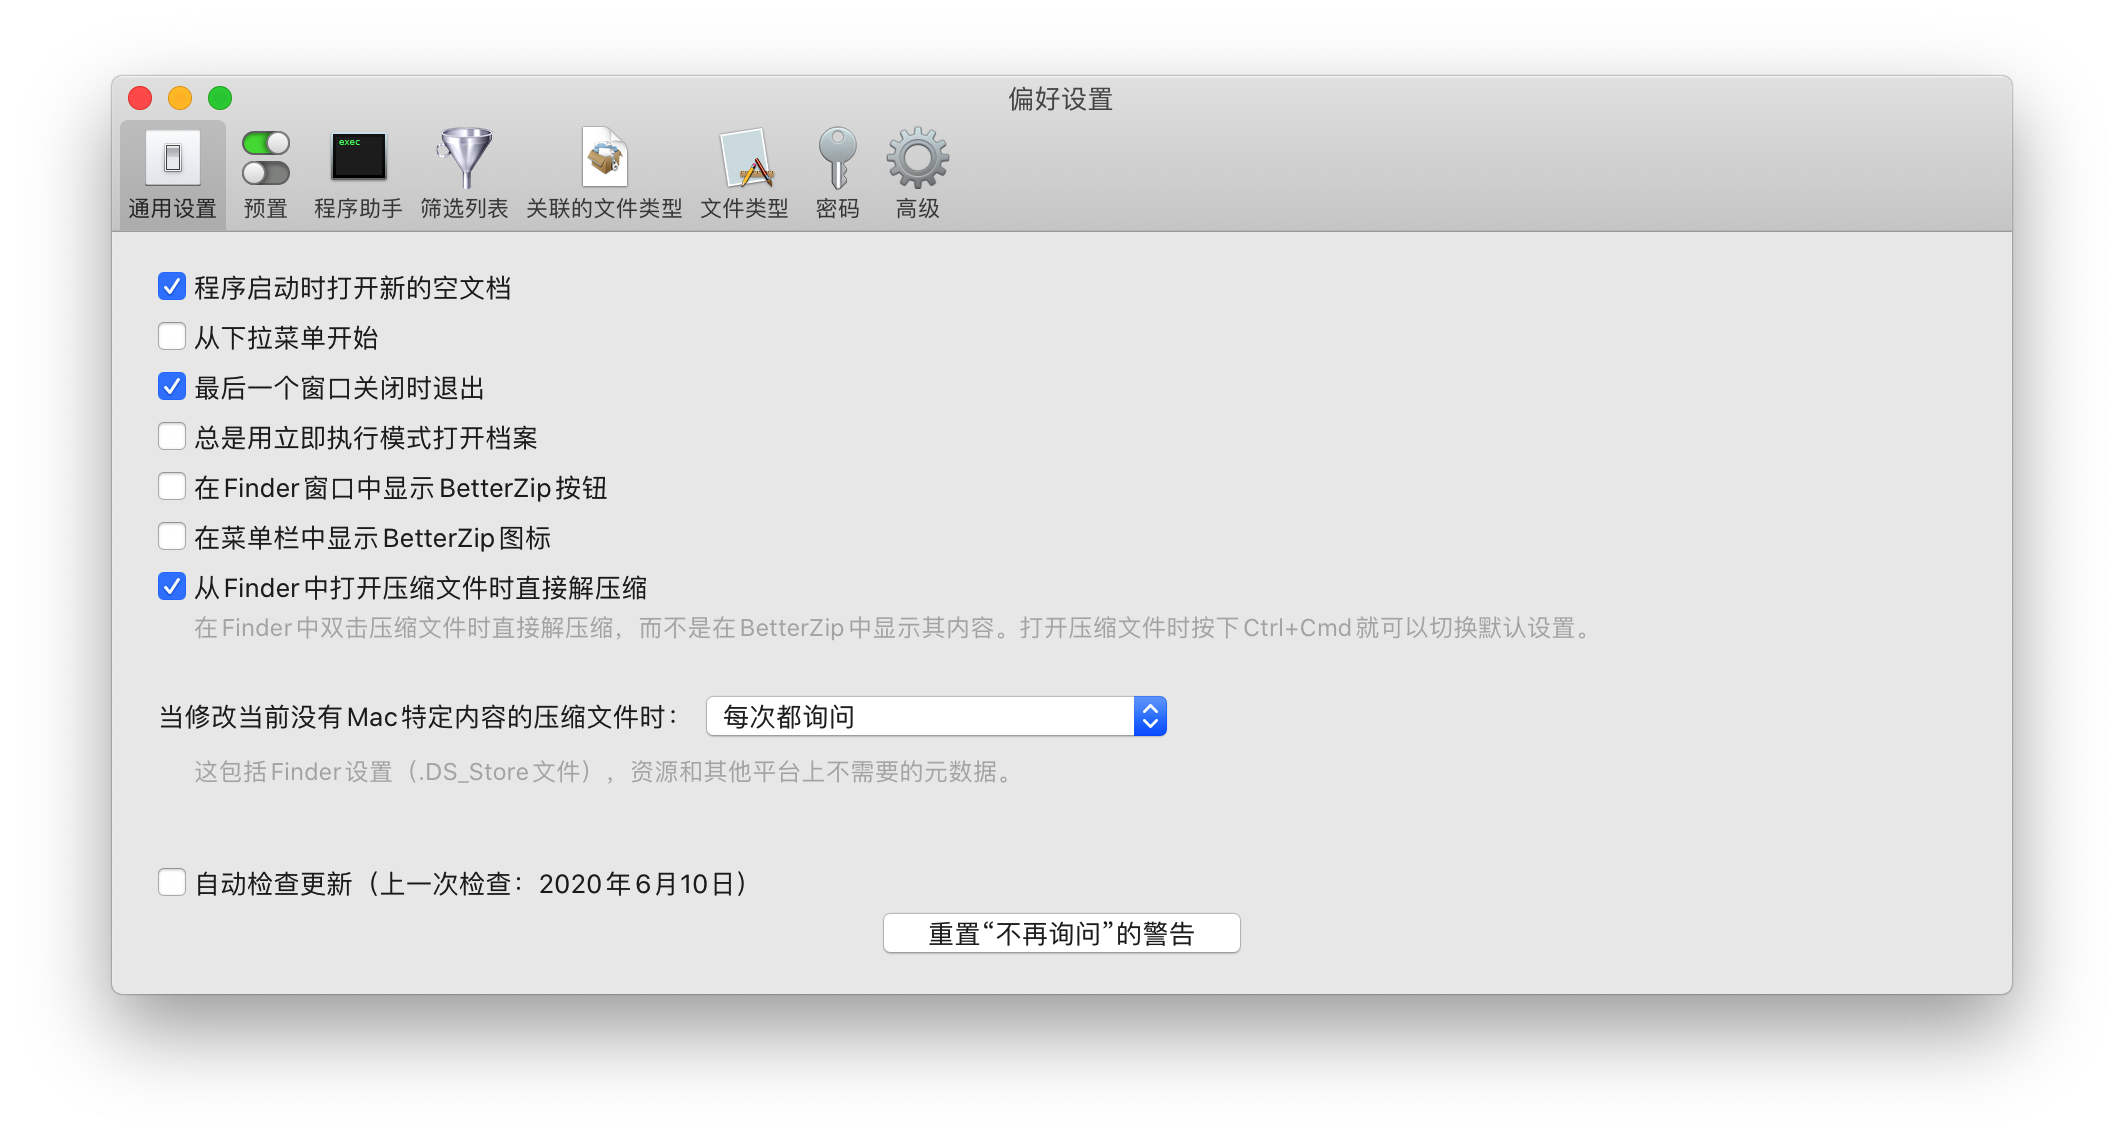 偏好设置
exec
通用设置 预置 程序助手 筛选列表 关联的文件类型 文件类型 密码 高级
程序启动时打开新的空文档
从下拉菜单开始
最后一个窗口关闭时退出
总是用立即执行模式打开档案
在Finder窗口中显示BetterZip按钮
在菜单栏中显示BetterZip图标
从Finder中打开压缩文件时直接解压缩
在Finder中双击压缩文件时直接解压缩，而不是在BetterZip中显示其内容。打开压缩文件时按下Ctrl+Cmd就可以切换默认设置。
当修改当前没有Mac特定内容的压缩文件时： 每次都询问
这包括Finder设置（.DS_Store文件），资源和其他平台上不需要的元数据。
自动检查更新（上一次检查：2020年6月10日）
重置“不再询问”的警告